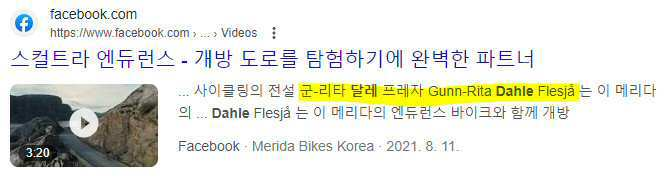 facebook.com
https://www.facebook.com › ... › Videos
스컬트라 엔듀런스 - 개방 도로를 탐험하기에 완벽한 파트너
... 사이클링의 전설 군-리타 달레 프레자 Gunn-Rita Dahle Flesjå 는 이 메리다
의 ... Dahle Flesjå 는 이 메리다의 엔듀런스 바이크와 함께 개방
3:20
Facebook · Merida Bikes Korea · 2021. 8. 11.